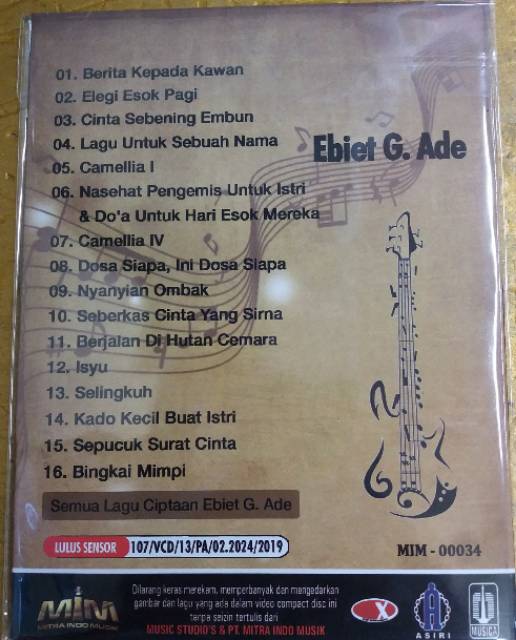 01. Berita Kepada Kawan
02. Elegi Esok Pagi
03. Cinta Sebening Embun
04. Lagu Untuk Sebuah Nama
Ebiet G. Ade
05. Camellia I
06. Nasehat Pengemis Untuk Istri
& Do'a Untuk Hari Esok Mereka
07. Camellia IV
08. Dosa Siapa, Ini Dosa Siapa
09. Nyanyian Ombak
10. Seberkas Cinta Yang Sirna
11. Berjalan Di Hutan Cemara
12. Isyu
13. Selingkuh
14. Kado Kecil Buat Istri
15. Sepucuk Surat Cinta
16. Bingkai Mimpi
Semua Lagu Ciptaan Ebiet G. Ade
LULUS SENSOR 107/VCD/13/PA/02.2024/2019
MIM - 00034
MIM
MITRA INDO MUSIK
Dilarang keras merekam, memperbanyak dan mengedarkan
gambar dan lagu yang ada dalam video compact disc ini
tanpa seizin tertulis dari
MUSIC STUDIO'S & PT. MITRA INDO MUSIK
X
ASIRI
MUSICA